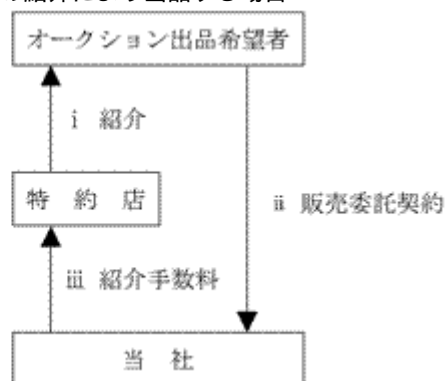 オークション出品希望者
ⅰ 紹介
特 約 店
ⅱ 販売委託契約
ⅲ 紹介手数料
当 社